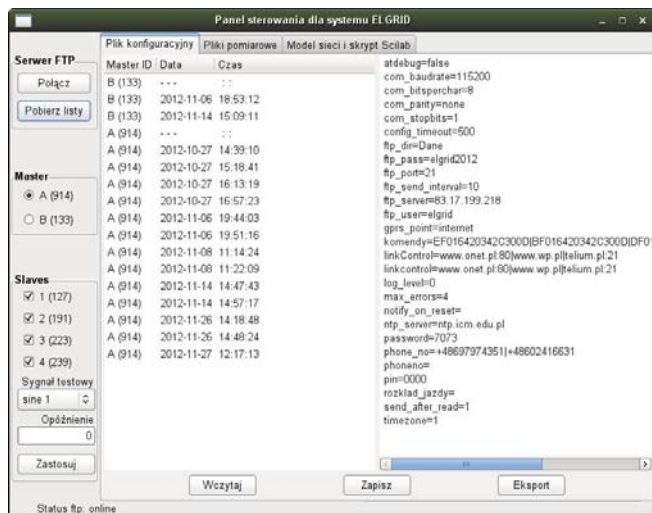 Panel sterowania dla systemu ELGRID
Serwer FTP
Połącz
Pobierz listy
Master
A (914)
B (133)
Slaves
1 (127)
2 (191)
3 (223)
4 (239)
Sygnał testowy
sine 1
Opóźnienie
0
Zastosuj
Plik konfiguracyjny Pliki pomiarowe Model sieci i skrypt Scilab
Master ID Data Czas
B (133) - - - : :
B (133) 2012-11-06 18:53:12
B (133) 2012-11-14 15:09:11
A (914) - - - : :
A (914) 2012-10-27 14:39:10
A (914) 2012-10-27 15:18:41
A (914) 2012-10-27 16:13:19
A (914) 2012-10-27 16:57:23
A (914) 2012-11-06 19:44:03
A (914) 2012-11-06 19:51:16
A (914) 2012-11-08 11:14:24
A (914) 2012-11-08 11:22:09
A (914) 2012-11-14 14:47:43
A (914) 2012-11-14 14:57:17
A (914) 2012-11-26 14:18:48
A (914) 2012-11-26 14:48:24
A (914) 2012-11-27 12:17:13
atdebug=false
com_baudrate=115200
com_bitsperchar=8
com_parity=none
com_stopbits=1
config_timeout=500
ftp_dir=Dane
ftp_pass=elgrid2012
ftp_port=21
ftp_send_interval=10
ftp_server=83.17.199.218
ftp_user=elgrid
gprs_point=internet
komendy=EF016420342C300D|BF016420342C300D|DF01
linkControl=www.onet.pl:80|www.wp.pl|telium.pl:21
linkcontrol=www.onet.pl:80|www.wp.pl|telium.pl:21
log_level=0
max_errors=4
notify_on_reset=
ntp_server=ntp.icm.edu.pl
password=7073
phone_no=+48697974351|+48602416631
phoneno=
pin=0000
rozklad_jazdy=
send_after_read=1
timezone=1
Wczytaj Zapisz Eksport
Status ftp: online